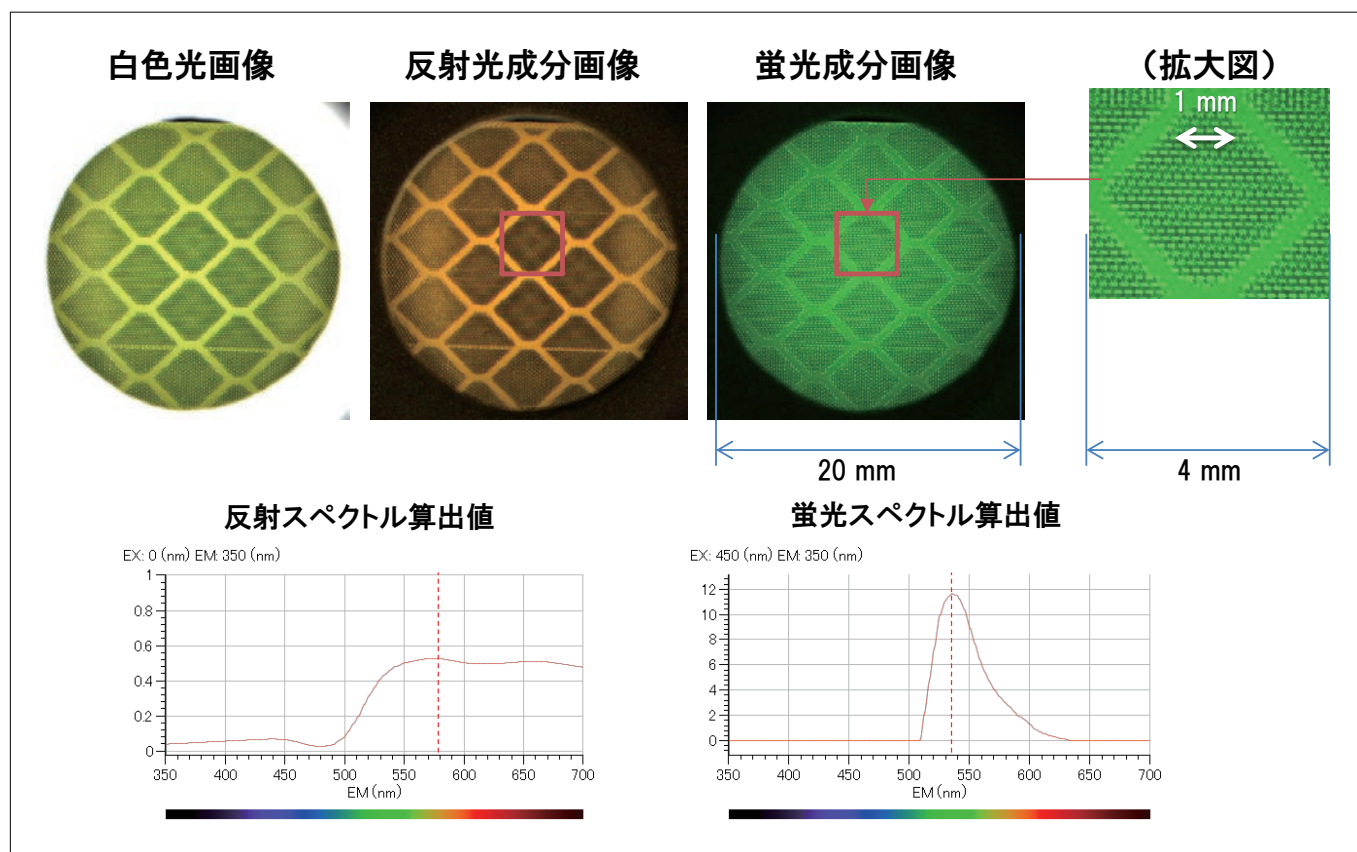 白色光画像
反射光成分画像
蛍光成分画像
（拡大図）
1 mm
20 mm
4 mm
反射スペクトル算出値
蛍光スペクトル算出値
EX: 0 (nm) EM: 350 (nm)
1
0.8
0.6
0.4
0.2
0
350 400 450 500 550 600 650 700
EM (nm)
EX: 450 (nm) EM: 350 (nm)
12
10
8
6
4
2
0
350 400 450 500 550 600 650 700
EM (nm)